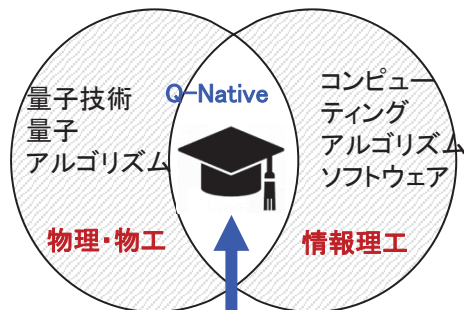 量子技術
量子
アルゴリズム
物理・物工
Q-Native
コンピュー
ティング
アルゴリズム
ソフトウェア
情報理工